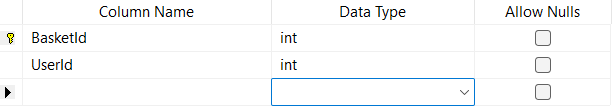 Column Name Data Type Allow Nulls
BasketId int
UserId int